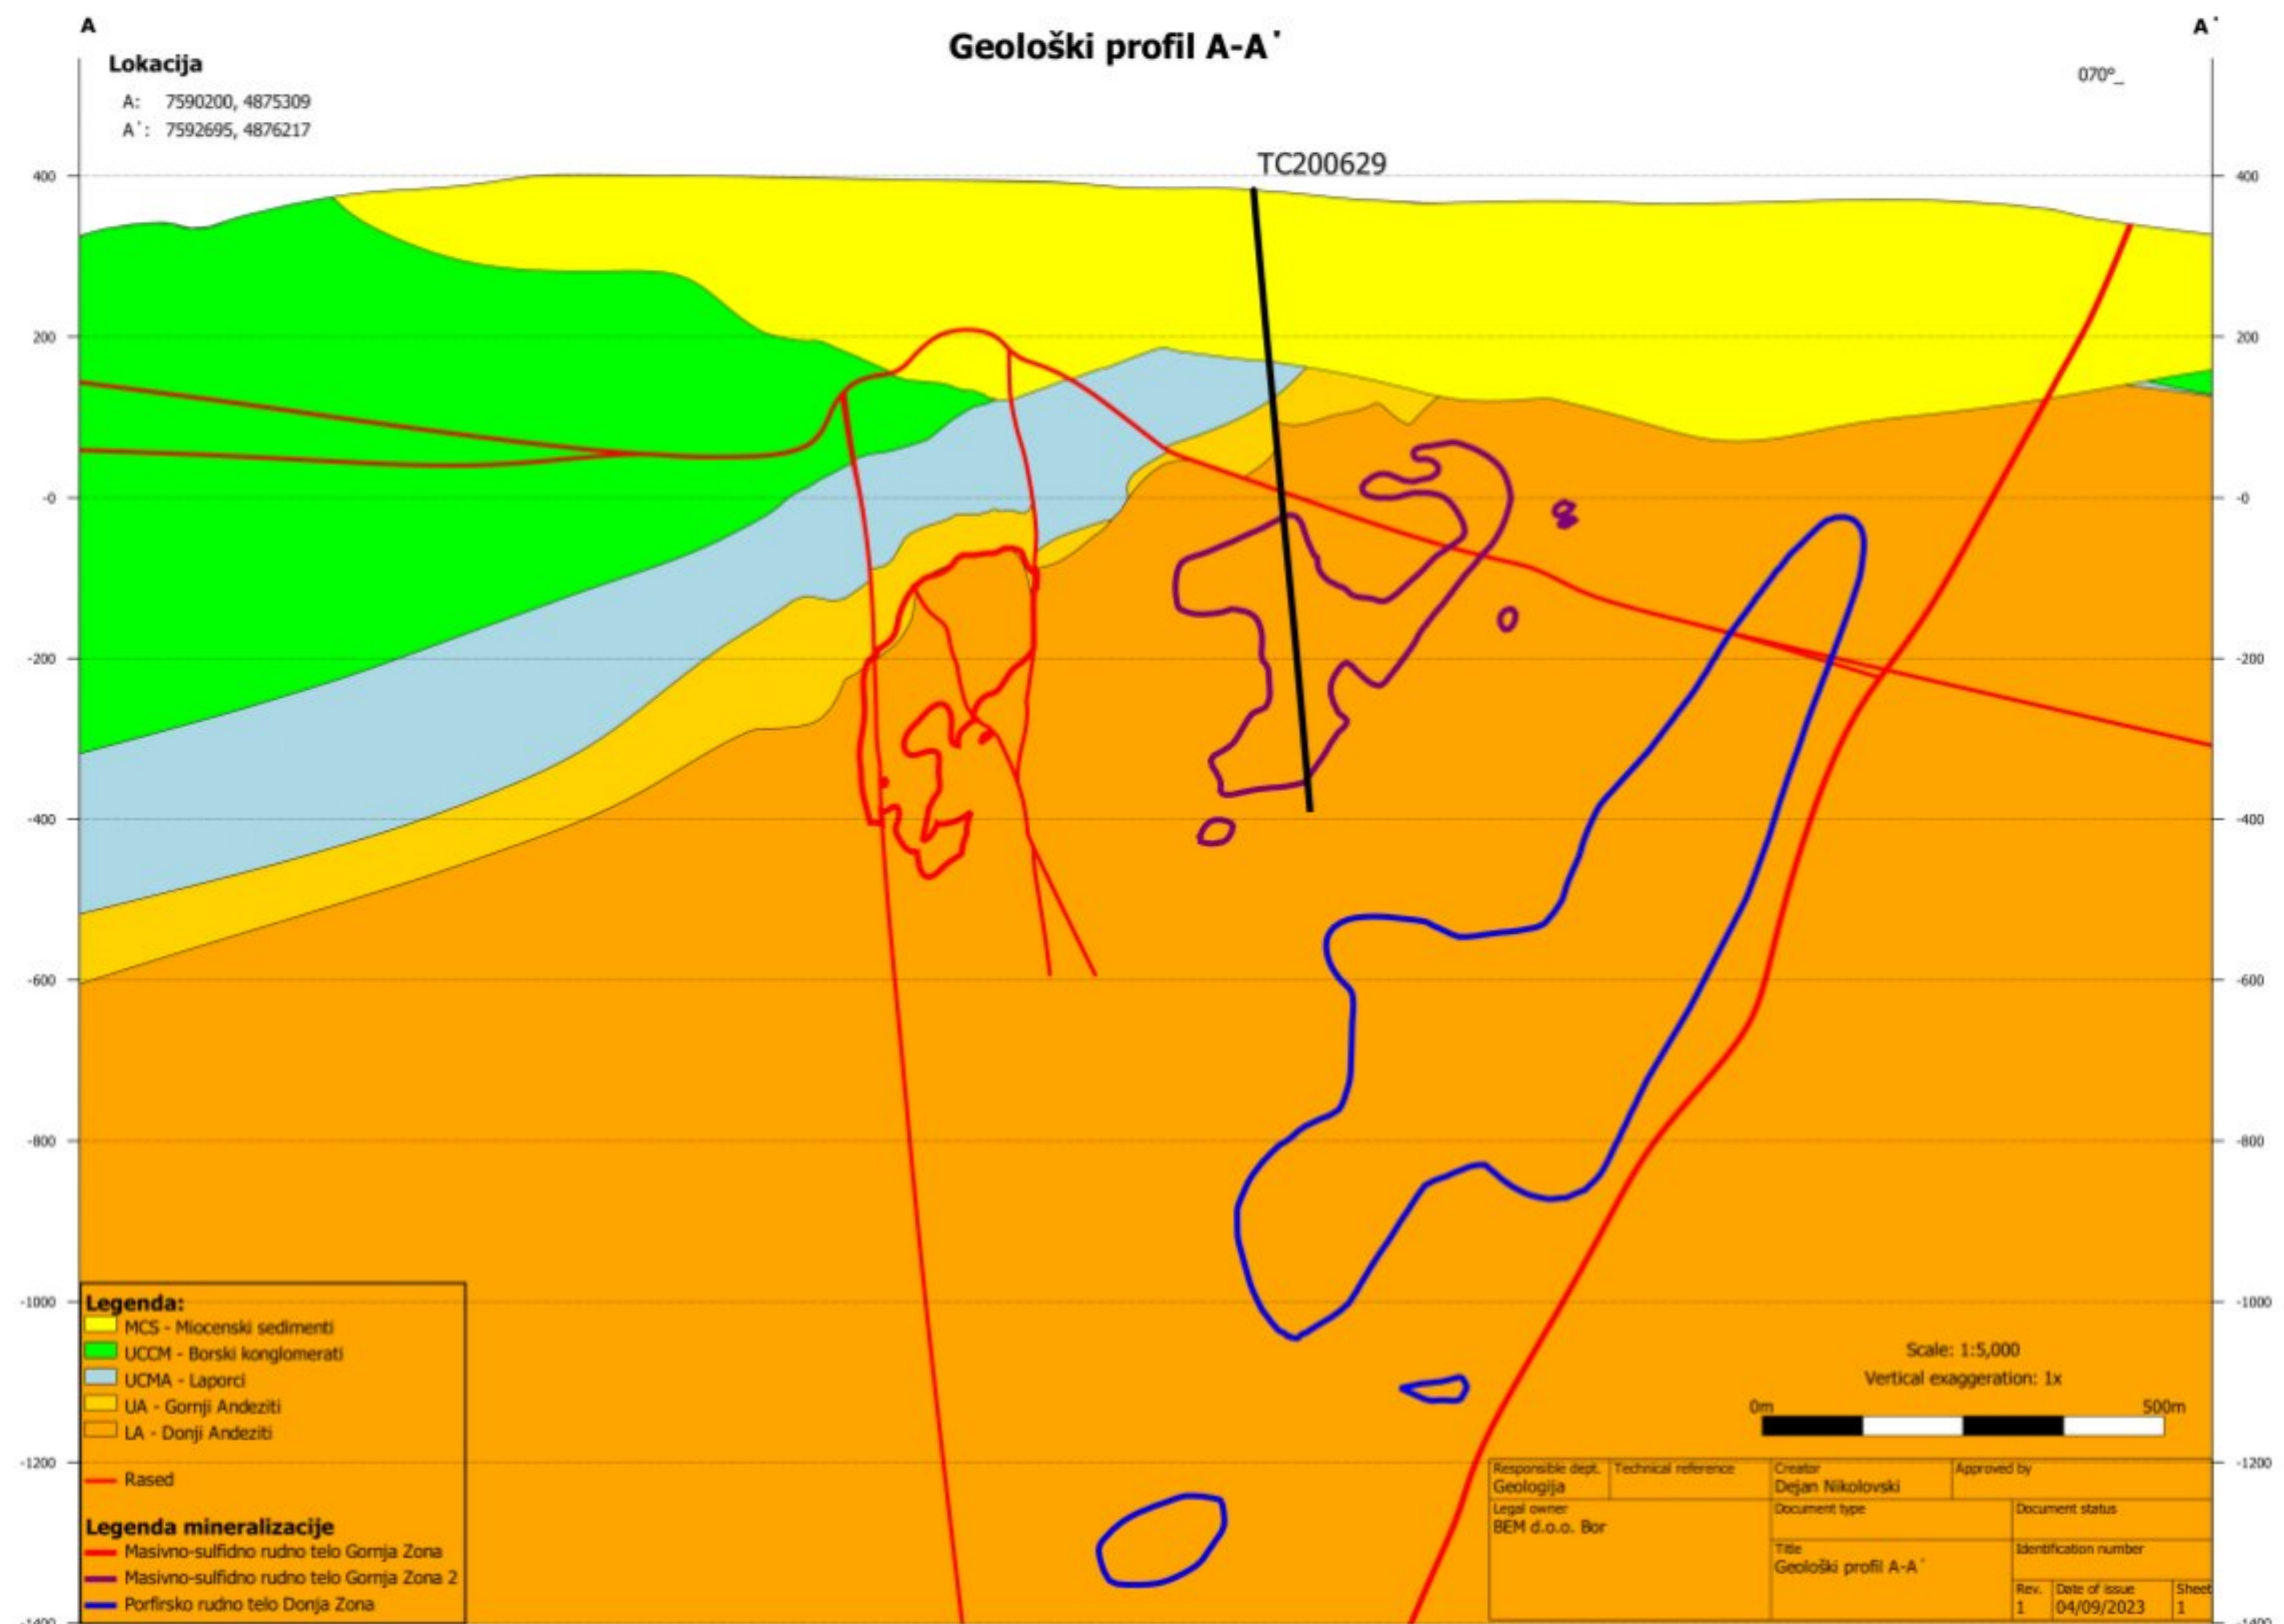 A
A˙
Geološki profil A-A˙
Lokacija
A: 7590200, 4875309
A˙: 7592695, 4876217
070°_
TC200629
400
400
200
200
-0
-0
-200
-200
-400
-400
-600
-600
-800
-800
-1000
-1000
-1200
-1200
-1400
-1400
Legenda:
MCS - Miocenski sedimenti
UCCM - Borski konglomerati
UCMA - Laporci
UA - Gornji Andeziti
LA - Donji Andeziti
Rased
Legenda mineralizacije
Masivno-sulfidno rudno telo Gornja Zona
Masivno-sulfidno rudno telo Gornja Zona 2
Porfirsko rudno telo Donja Zona
Scale: 1:5,000
Vertical exaggeration: 1x
0m 500m
Responsible dept. Technical reference Creator Approved by
Geologija Dejan Nikolovski
Legal owner Document type Document status
BEM d.o.o. Bor
Title Identification number
Geološki profil A-A˙
Rev. Date of issue Sheet
1 04/09/2023 1